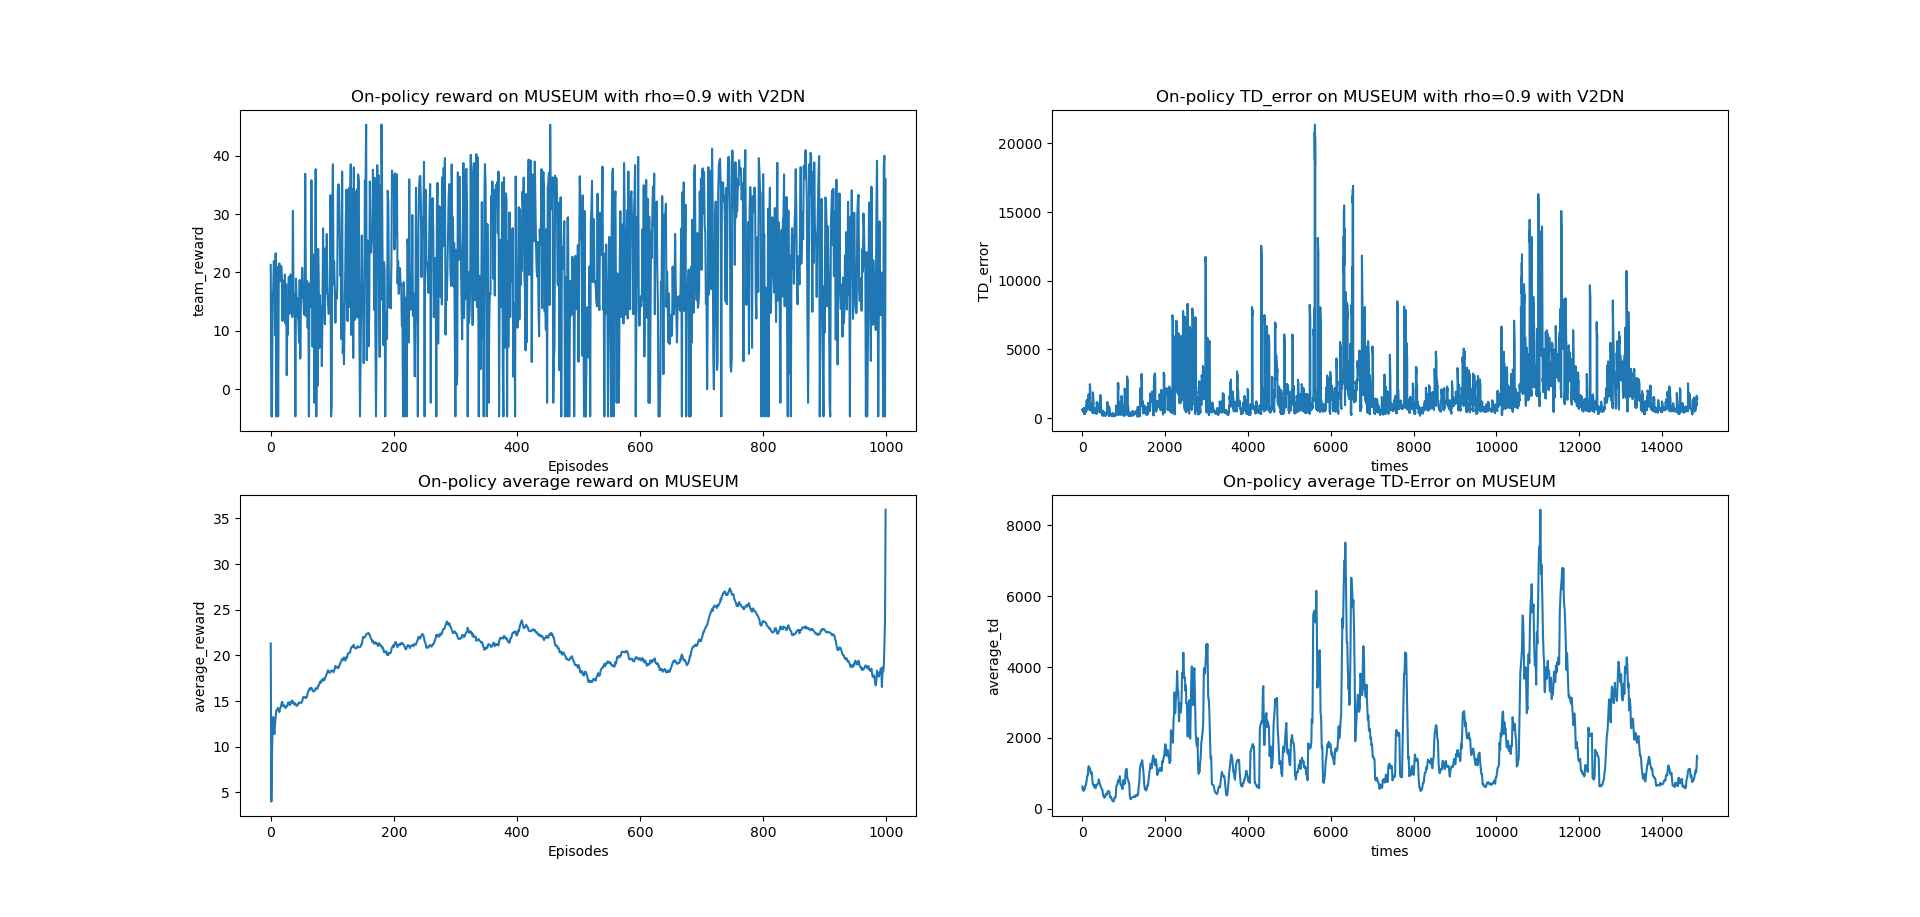 On-policy reward on MUSEUM with rho=0.9 with V2DN
team_reward
40
30
20
10
0
0 200 400 600 800 1000
Episodes
On-policy TD_error on MUSEUM with rho=0.9 with V2DN
TD_error
20000
15000
10000
5000
0
0 2000 4000 6000 8000 10000 12000 14000
times
On-policy average reward on MUSEUM
average_reward
35
30
25
20
15
10
5
0 200 400 600 800 1000
Episodes
On-policy average TD-Error on MUSEUM
average_td
8000
6000
4000
2000
0
0 2000 4000 6000 8000 10000 12000 14000
times